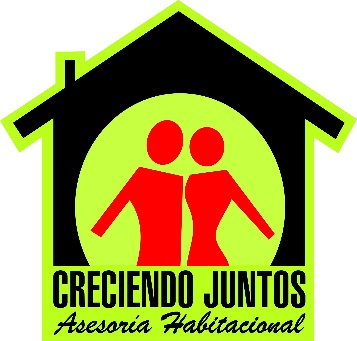 CRECIENDO JUNTOS
Asesoría Habitacional